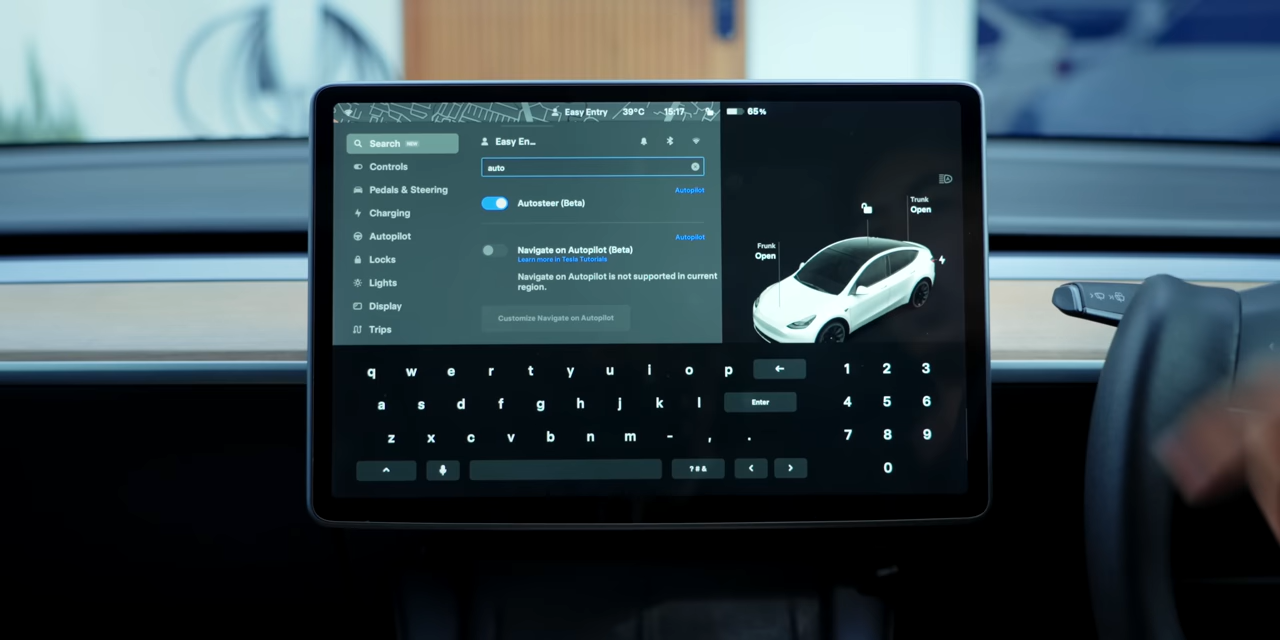 Easy Entry 39°C 15:17 65%
Search NEW
Controls
Pedals & Steering
Charging
Autopilot
Locks
Lights
Display
Trips
Easy En...
auto
Autopilot
Autosteer (Beta)
Autopilot
Navigate on Autopilot (Beta)
Learn more in Tesla Tutorials
Navigate on Autopilot is not supported in current
region.
Customize Navigate on Autopilot
Trunk
Open
Frunk
Open
q w e r t y u i o p 1 2 3
a s d f g h j k l Enter 4 5 6
z x c v b n m - , . 7 8 9
?#& 0